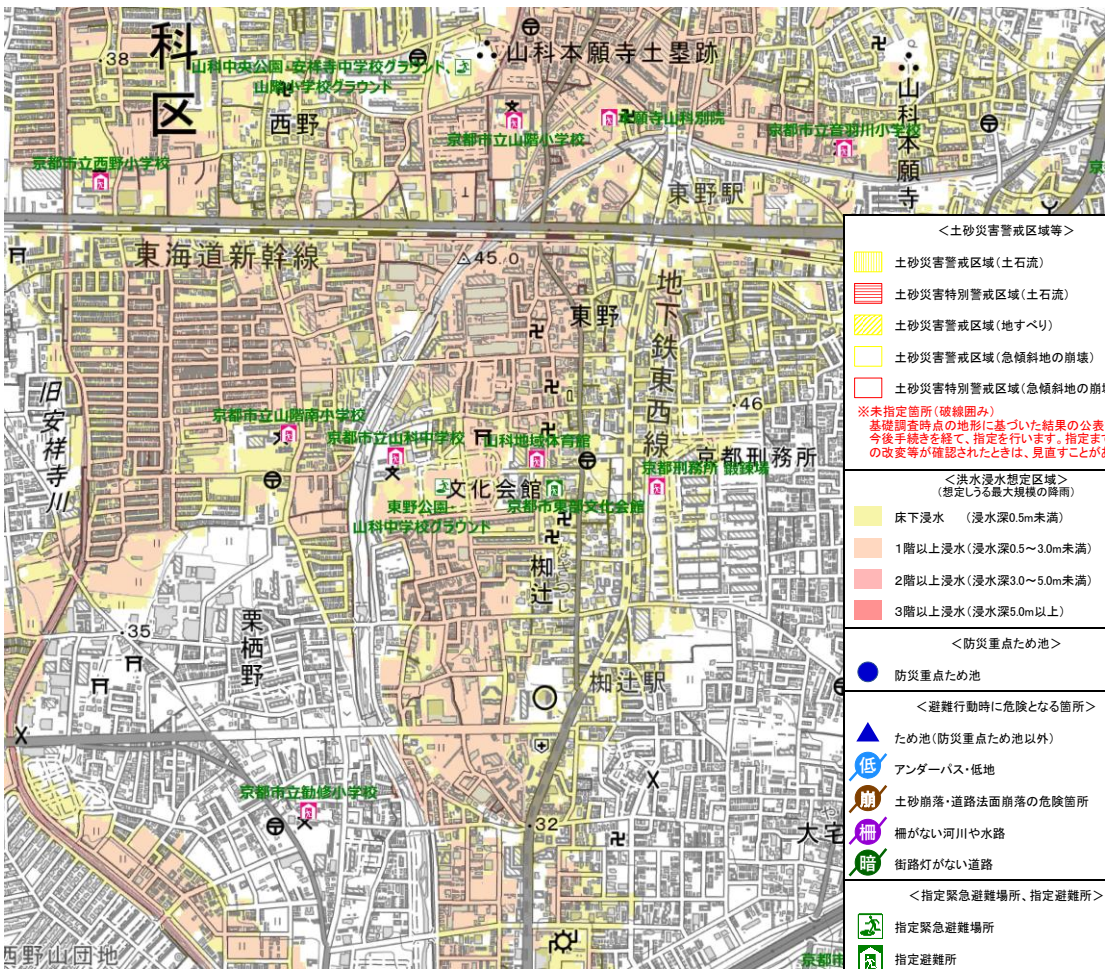 科
区
・38
山科本願寺土塁跡
山科中央公園・安祥寺中学校グラウンド、
山階小学校グラウンド
西野
京都市立山階小学校
本願寺山科別院
京都市立音羽川小学校
山科本願寺
京都市立西野小学校
東野駅
東海道新幹線
45.0
東野
地下鉄東西線
旧安祥寺川
京都市立山階南小学校
京都市立山科中学校
山科地域体育館
・46
京都刑務所
京都刑務所 鍛錬場
文化会館
東野公園・
山科中学校グラウンド
京都市東部文化会館
椥辻
なぎつじ
栗栖野
・35
椥辻駅
京都市立勧修小学校
・32
大宅
西野山団地
京都市
＜土砂災害警戒区域等＞
土砂災害警戒区域(土石流)
土砂災害特別警戒区域(土石流)
土砂災害警戒区域(地すべり)
土砂災害警戒区域(急傾斜地の崩壊)
土砂災害特別警戒区域(急傾斜地の崩
※未指定箇所(破線囲み)
基礎調査時点の地形に基づいた結果の公表
今後手続きを経て、指定を行います。指定ま
の改変等が確認されたときは、見直すことが
＜洪水浸水想定区域＞
(想定しうる最大規模の降雨)
床下浸水 (浸水深0.5m未満)
1階以上浸水(浸水深0.5～3.0m未満)
2階以上浸水(浸水深3.0～5.0m未満)
3階以上浸水(浸水深5.0m以上)
＜防災重点ため池＞
防災重点ため池
＜避難行動時に危険となる箇所＞
ため池(防災重点ため池以外)
低 アンダーパス・低地
崩 土砂崩落・道路法面崩落の危険箇所
柵 柵がない河川や水路
暗 街路灯がない道路
＜指定緊急避難場所、指定避難所＞
指定緊急避難場所
指定避難所